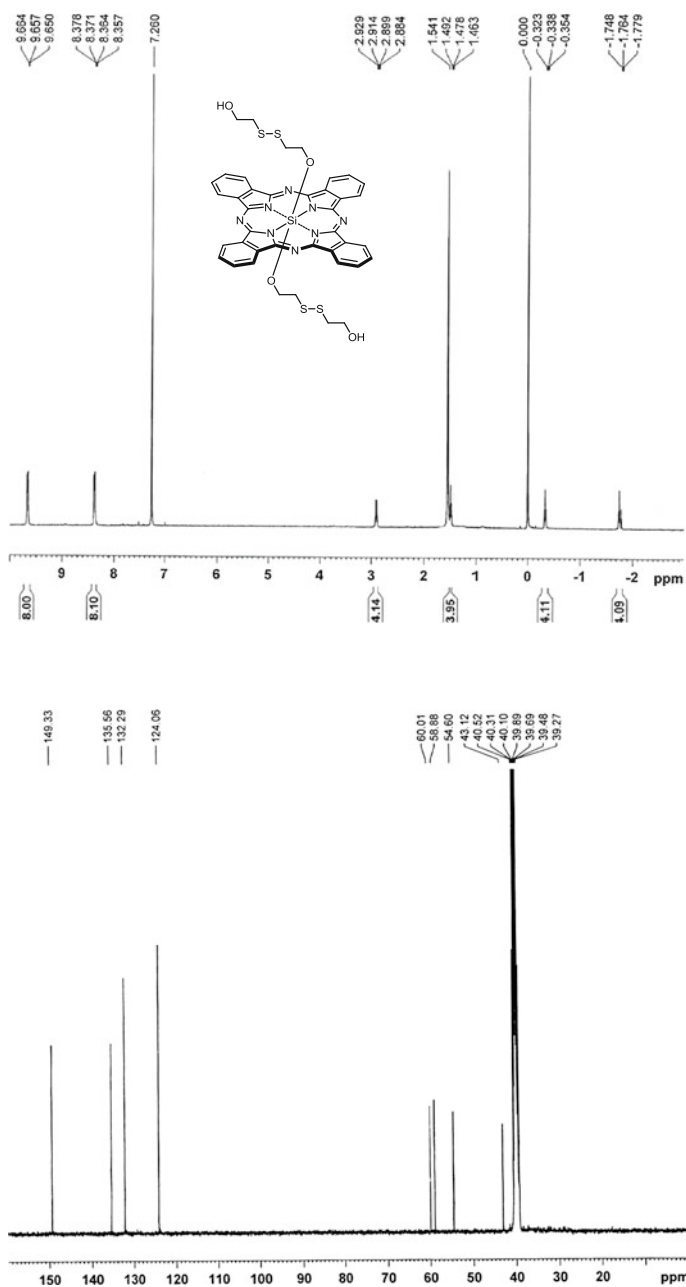 9.664
9.657
9.650
8.378
8.371
8.364
8.357
7.260
2.929
2.914
2.899
2.884
1.541
1.492
1.478
1.463
0.000
-0.323
-0.338
-0.354
-1.748
-1.764
-1.779
HO
S-S
O
N N
N Si N
N N
N
O
S-S
OH
9 8 7 6 5 4 3 2 1 0 -1 -2 ppm
8.00 8.10 4.14 3.95 4.11 4.09
149.33
135.56
132.29
124.06
60.01
58.88
54.60
43.12
40.52
40.31
40.10
39.89
39.69
39.48
39.27
150 140 130 120 110 100 90 80 70 60 50 40 30 20 ppm